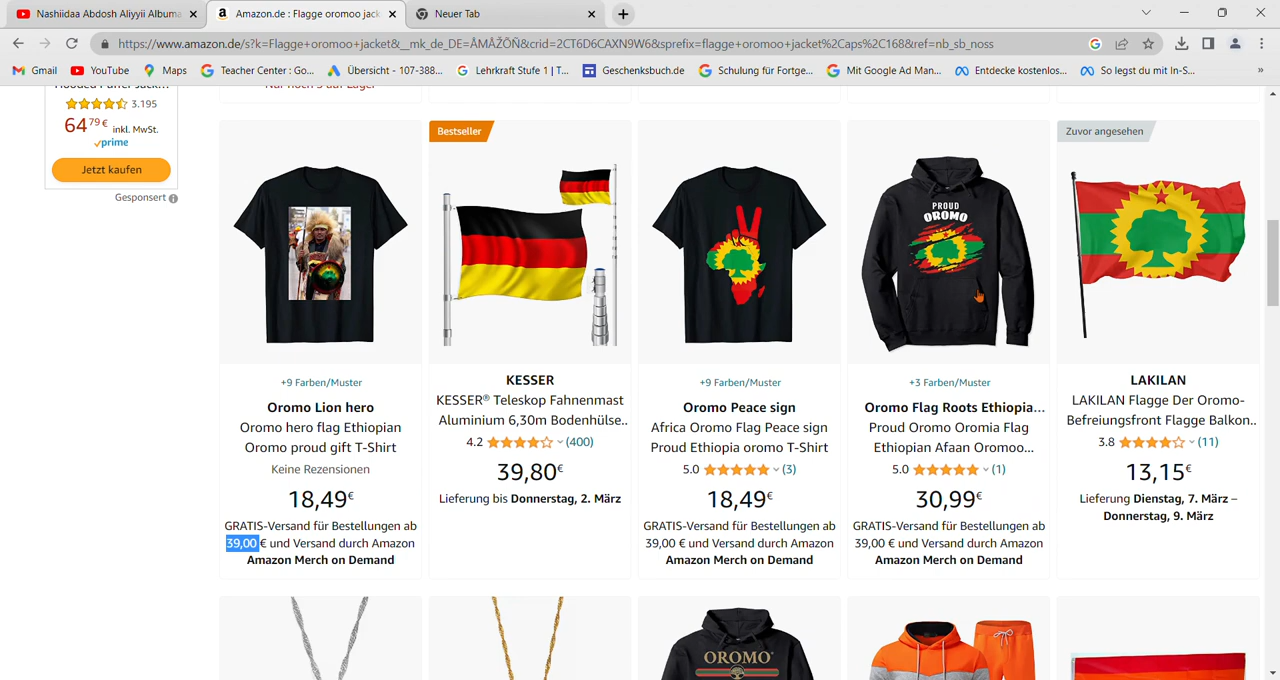 Nashiidaa Abdosh Aliyyii Albuma
Amazon.de : Flagge oromoo jack
Neuer Tab
https://www.amazon.de/s?k=Flagge+oromoo+jacket&__mk_de_DE=ÅMÅŽÕÑ&crid=2CT6D6CAXN9W6&sprefix=flagge+oromoo+jacket%2Caps%2C168&ref=nb_sb_noss
Gmail
YouTube
Maps
Teacher Center : Go...
Übersicht - 107-388...
Lehrkraft Stufe 1 | T...
Geschenksbuch.de
Schulung für Fortge...
Mit Google Ad Man...
Entdecke kostenlos...
So legst du mit In-S...
»
3.195
64,79 € inkl. MwSt.
prime
Jetzt kaufen
Gesponsert
Bestseller
Zuvor angesehen
PROUD
OROMO
+9 Farben/Muster
Oromo Lion hero
Oromo hero flag Ethiopian
Oromo proud gift T-Shirt
Keine Rezensionen
18,49€
GRATIS-Versand für Bestellungen ab
39,00 € und Versand durch Amazon
Amazon Merch on Demand
KESSER
KESSER® Teleskop Fahnenmast
Aluminium 6,30m Bodenhülse..
4.2 (400)
39,80€
Lieferung bis Donnerstag, 2. März
+9 Farben/Muster
Oromo Peace sign
Africa Oromo Flag Peace sign
Proud Ethiopia oromo T-Shirt
5.0 (3)
18,49€
GRATIS-Versand für Bestellungen ab
39,00 € und Versand durch Amazon
Amazon Merch on Demand
+3 Farben/Muster
Oromo Flag Roots Ethiopia...
Proud Oromo Oromia Flag
Ethiopian Afaan Oromoo...
5.0 (1)
30,99€
GRATIS-Versand für Bestellungen ab
39,00 € und Versand durch Amazon
Amazon Merch on Demand
LAKILAN
LAKILAN Flagge Der Oromo-
Befreiungsfront Flagge Balkon..
3.8 (11)
13,15€
Lieferung Dienstag, 7. März –
Donnerstag, 9. März
OROMO